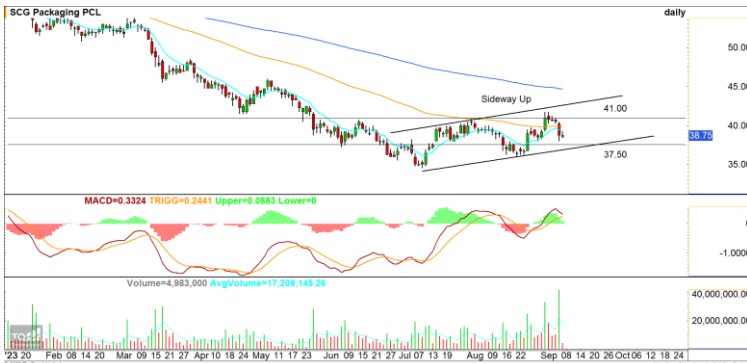 SCG Packaging PCL daily
50.00
45.00
Sideway Up
41.00
40.00
38.75
37.50
35.00
MACD=0.3324 TRIGG=0.2441 Upper=0.0883 Lower=0
0
-1.0000
Volume=4,983,000 AvgVolume=17,209,145.26
40,000,000.00
20,000,000.00
0.00
'23 20 Feb 08 14 20 Mar 09 15 21 27 Apr 10 18 24 May 11 17 23 Jun 09 15 21 27 Jul 07 13 19 Aug 09 16 22 Sep 08 14 20 26 Oct 06 12 18 24